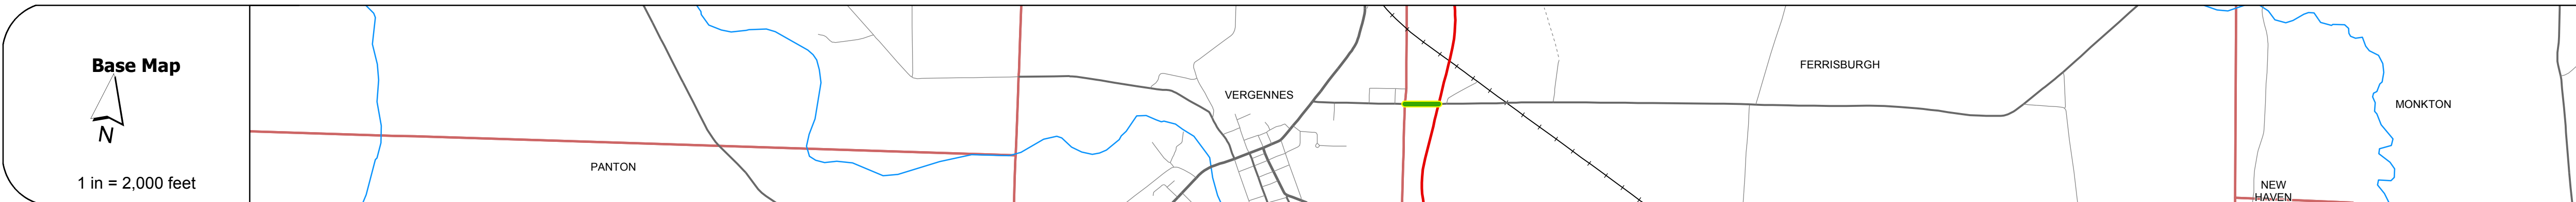 Base Map
N
1 in = 2,000 feet
PANTON
VERGENNES
FERRISBURGH
MONKTON
NEW
HAVEN